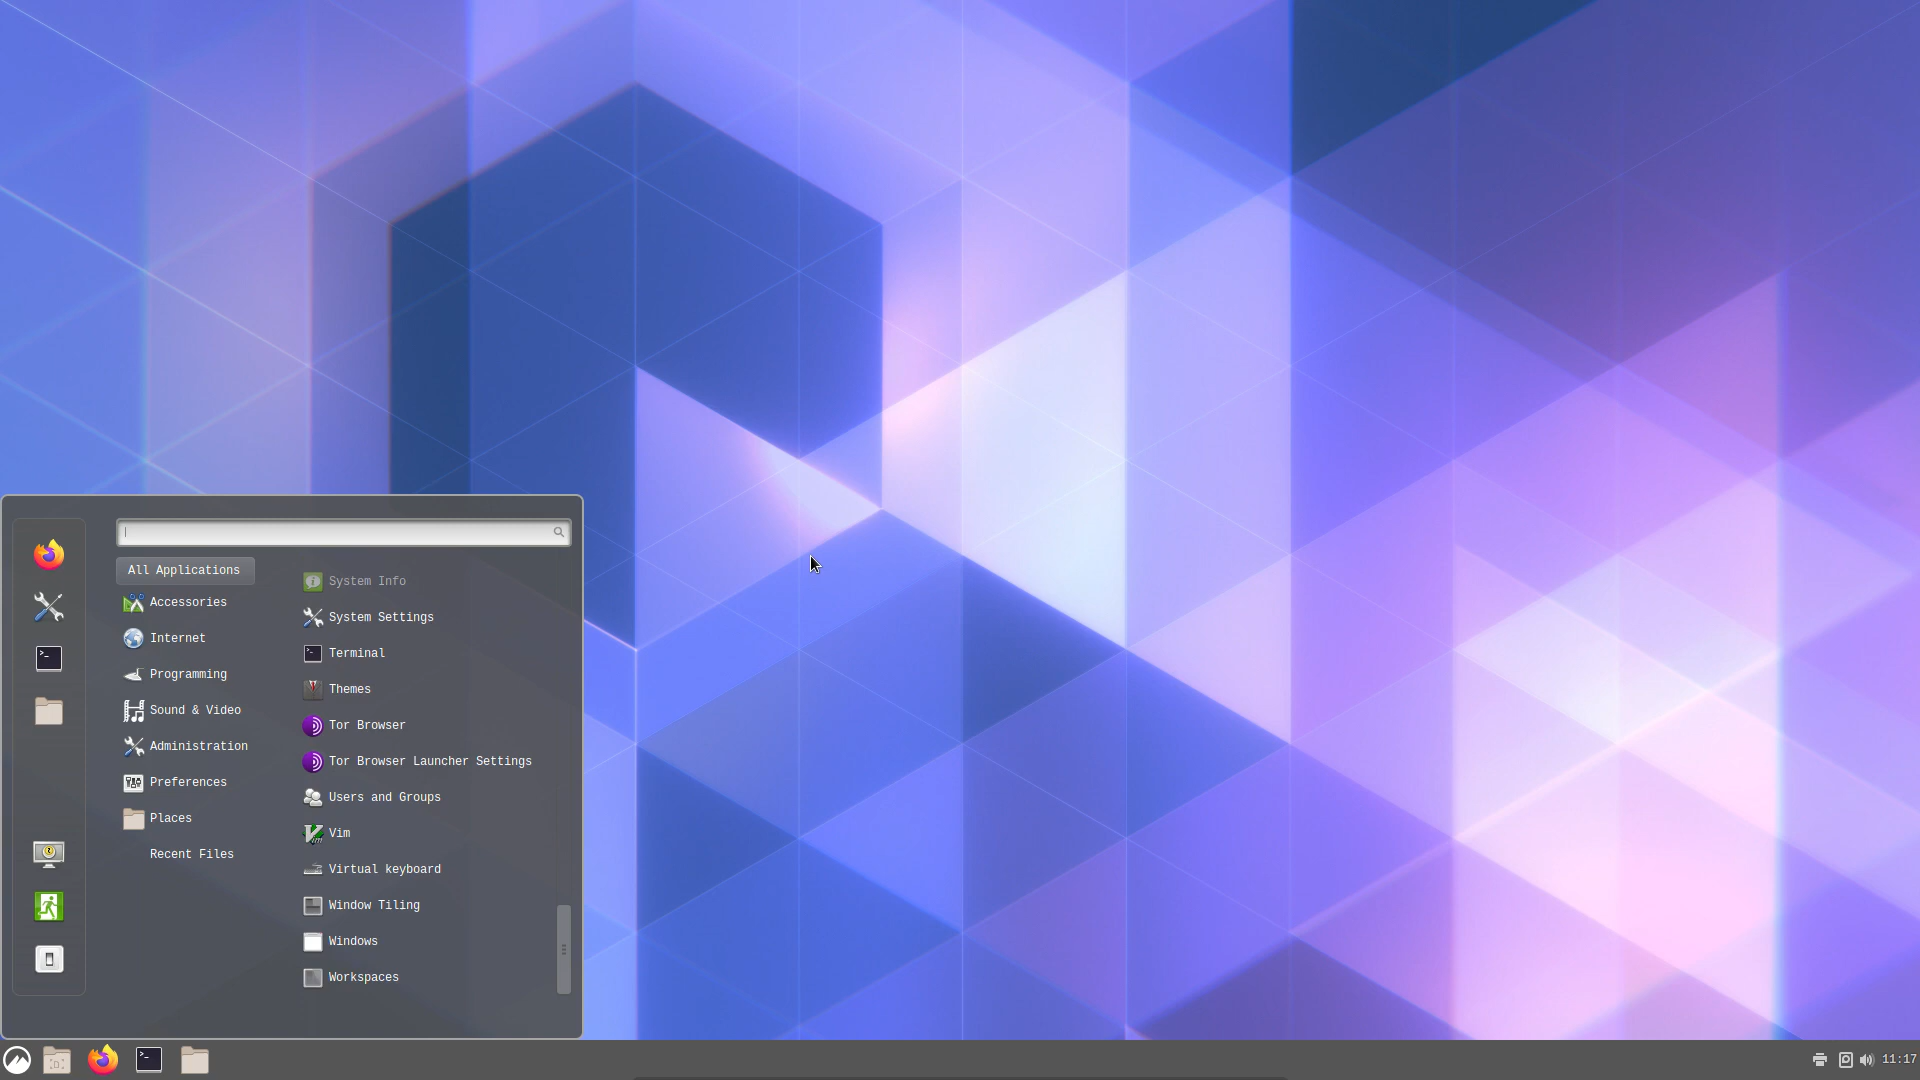 All Applications
Accessories
Internet
Programming
Sound & Video
Administration
Preferences
Places
Recent Files
System Info
System Settings
Terminal
Themes
Tor Browser
Tor Browser Launcher Settings
Users and Groups
Vim
Virtual keyboard
Window Tiling
Windows
Workspaces
11:17